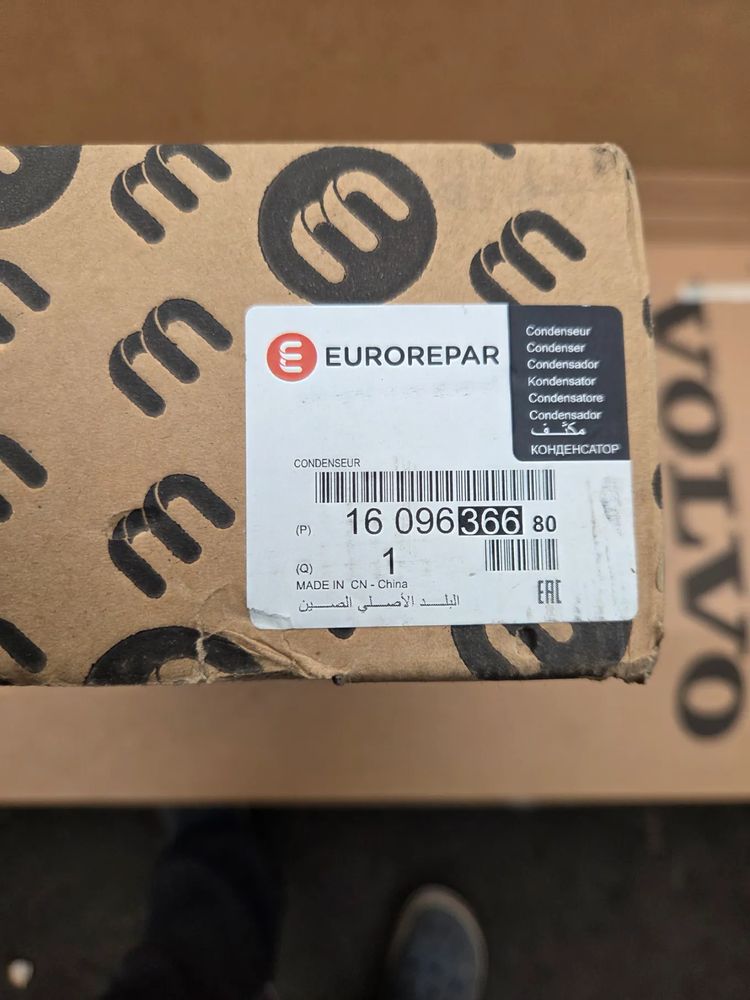 EUROREPAR
Condenseur
Condenser
Condensador
Kondensator
Condensatore
Condensador
مكثف
КОНДЕНСАТОР
CONDENSEUR
(P) 16 096 366 80
(Q) 1
MADE IN CN - China
البلد الأصلي الصين
EAC
VOLVO